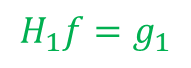 H₁f = g₁